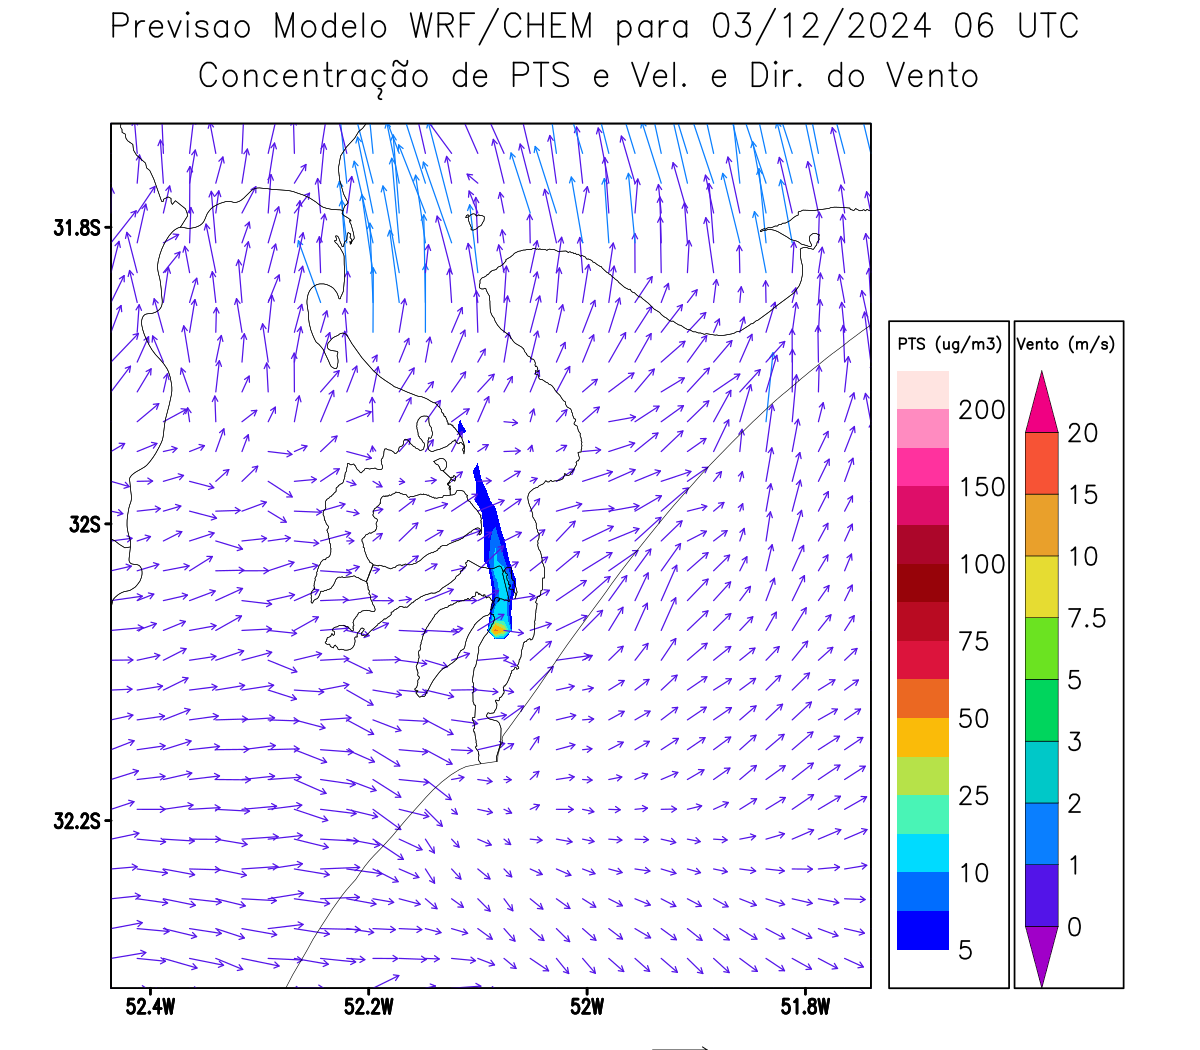 Previsao Modelo WRF/CHEM para 03/12/2024 06 UTC
Concentração de PTS e Vel. e Dir. do Vento
31.8S
32S
32.2S
52.4W
52.2W
52W
51.8W
PTS (ug/m3)
200
150
100
75
50
25
10
5
Vento (m/s)
20
15
10
7.5
5
3
2
1
0